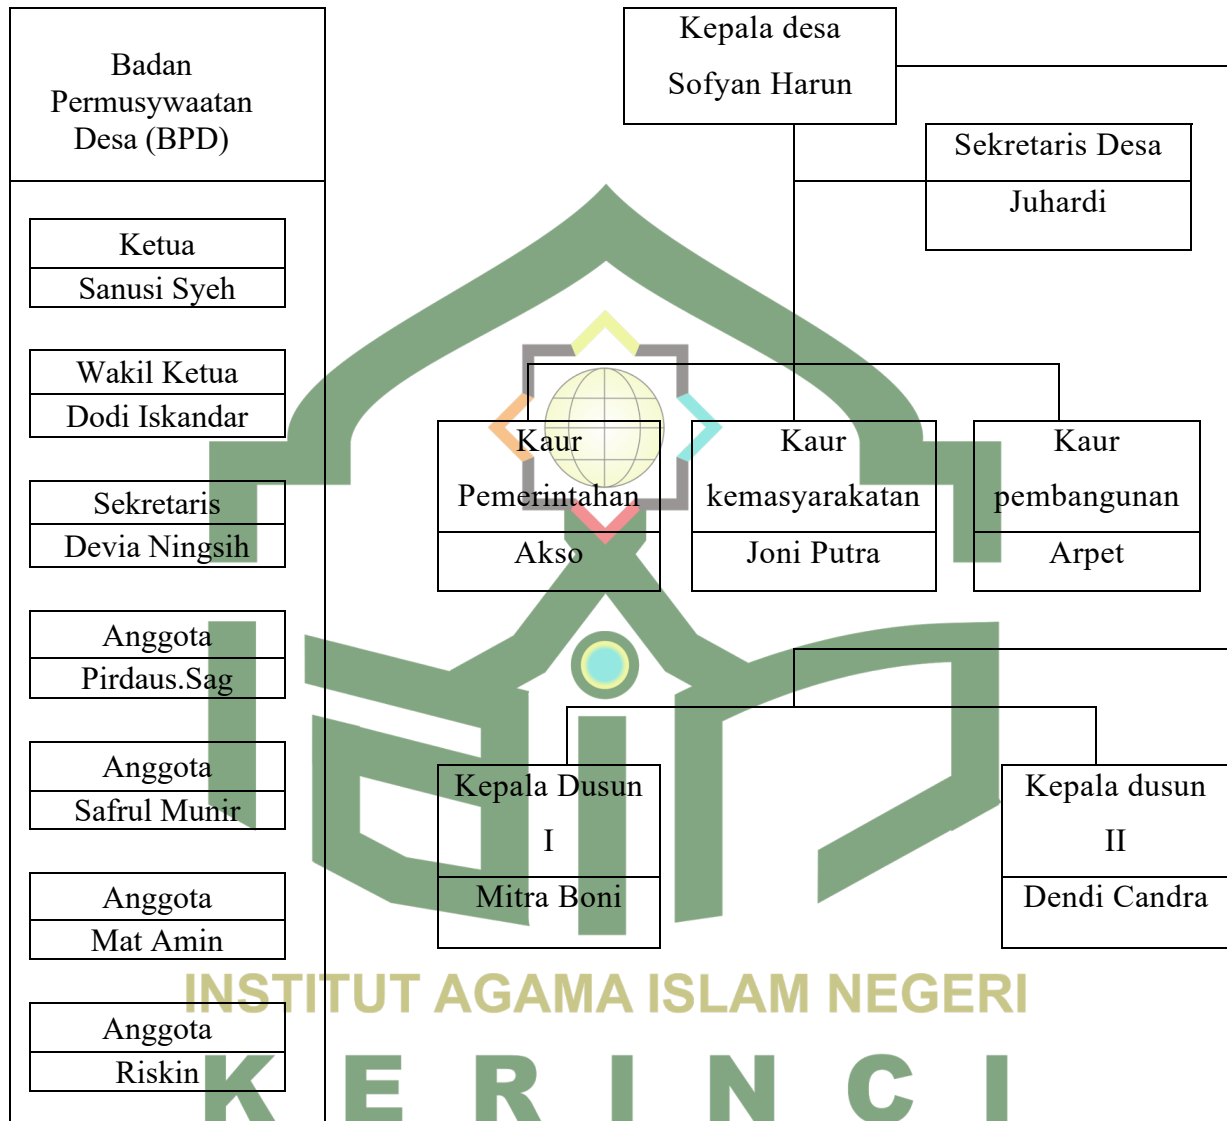 Badan
Permusywaatan
Desa (BPD)
Ketua
Sanusi Syeh
Wakil Ketua
Dodi Iskandar
Sekretaris
Devia Ningsih
Anggota
Pirdaus.Sag
Anggota
Safrul Munir
Anggota
Mat Amin
Anggota
Riskin
Kepala desa
Sofyan Harun
Sekretaris Desa
Juhardi
Kaur
Pemerintahan
Akso
Kaur
kemasyarakatan
Joni Putra
Kaur
pembangunan
Arpet
Kepala Dusun
I
Mitra Boni
Kepala dusun
II
Dendi Candra
INSTITUT AGAMA ISLAM NEGERI
KERINCI